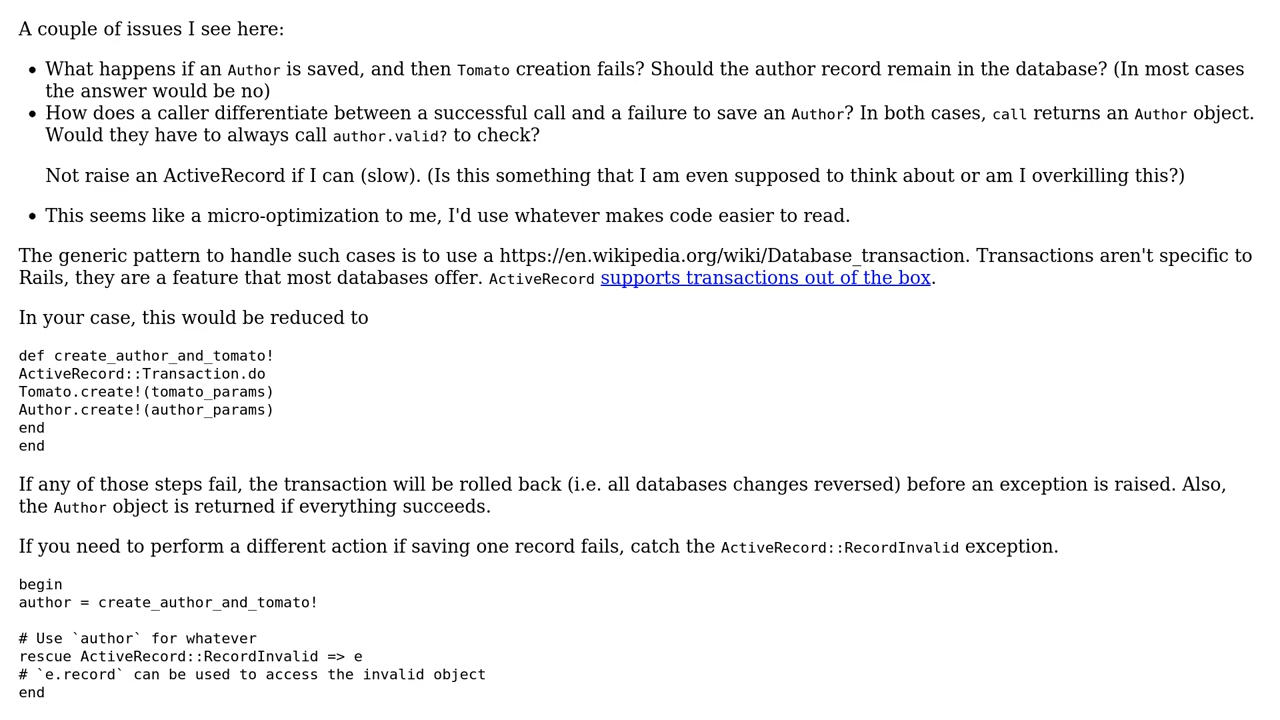 A couple of issues I see here:
What happens if an Author is saved, and then Tomato creation fails? Should the author record remain in the database? (In most cases
the answer would be no)
How does a caller differentiate between a successful call and a failure to save an Author? In both cases, call returns an Author object.
Would they have to always call author.valid? to check?
Not raise an ActiveRecord if I can (slow). (Is this something that I am even supposed to think about or am I overkilling this?)
This seems like a micro-optimization to me, I'd use whatever makes code easier to read.
The generic pattern to handle such cases is to use a https://en.wikipedia.org/wiki/Database_transaction. Transactions aren't specific to
Rails, they are a feature that most databases offer. ActiveRecord supports transactions out of the box.
In your case, this would be reduced to
def create_author_and_tomato!
ActiveRecord::Transaction.do
Tomato.create!(tomato_params)
Author.create!(author_params)
end
end
If any of those steps fail, the transaction will be rolled back (i.e. all databases changes reversed) before an exception is raised. Also,
the Author object is returned if everything succeeds.
If you need to perform a different action if saving one record fails, catch the ActiveRecord::RecordInvalid exception.
begin
author = create_author_and_tomato!
# Use `author` for whatever
rescue ActiveRecord::RecordInvalid => e
# `e.record` can be used to access the invalid object
end